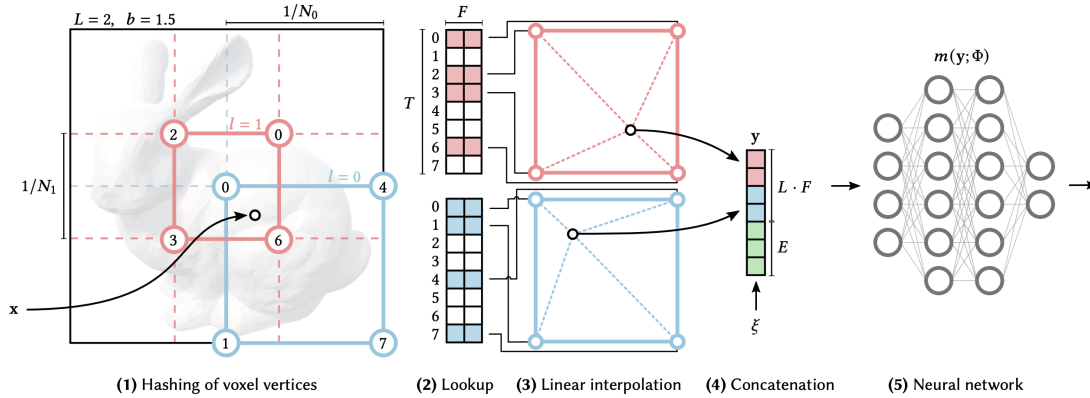 L = 2, b = 1.5
1/N₀
F
m(y;Φ)
0
1
2
3
4
5
6
7
T
2
l = 1
0
1/N₁
0
l = 0
4
3
6
x
1
7
0
1
2
3
4
5
6
7
y
L · F
E
ξ
(1) Hashing of voxel vertices
(2) Lookup
(3) Linear interpolation
(4) Concatenation
(5) Neural network